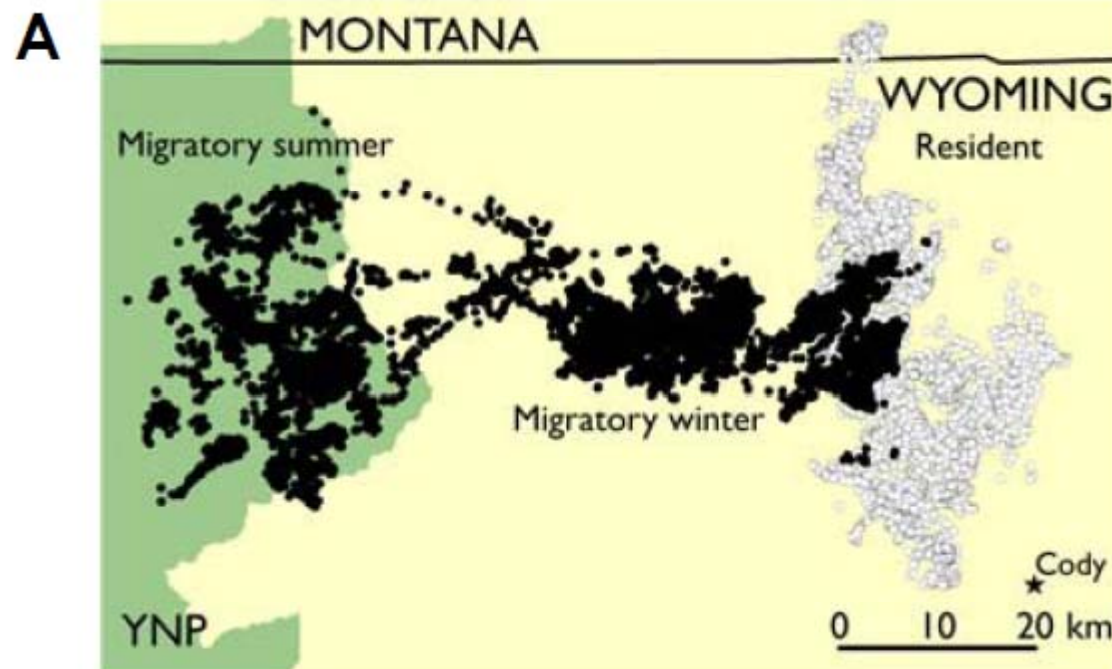 A
MONTANA
WYOMING
Migratory summer
Resident
Migratory winter
Cody
YNP
0 10 20 km